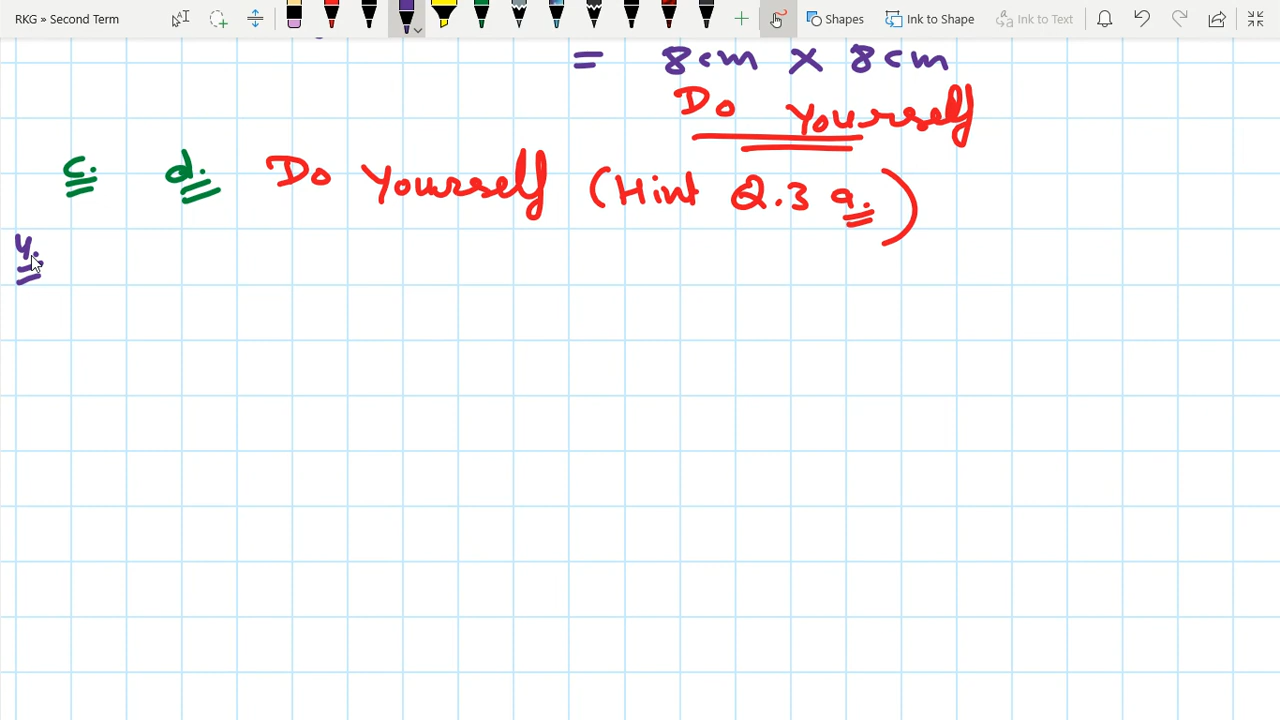 RKG » Second Term
Shapes
Ink to Shape
Ink to Text
= 8cm × 8cm
Do Yourself
c. d. Do Yourself (Hint Q.3 a.)
4.